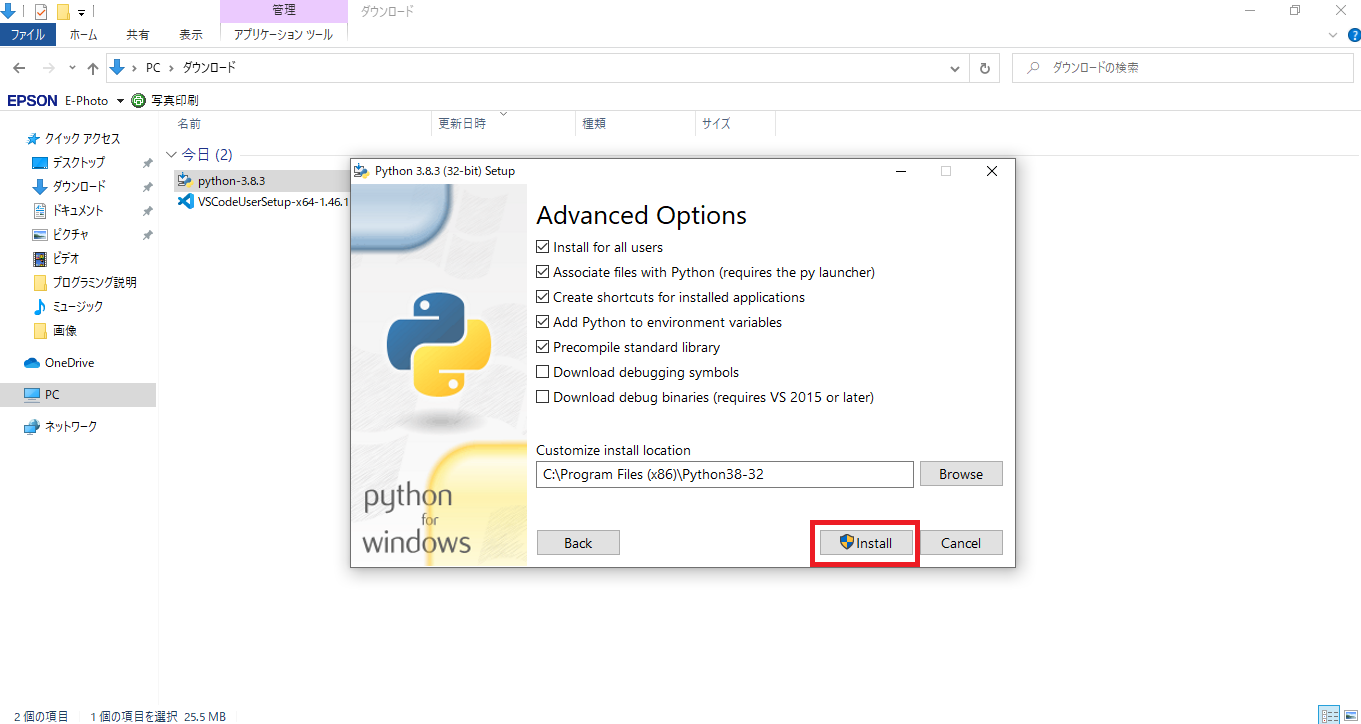 管理
ダウンロード
ファイル
ホーム
共有
表示
アプリケーション ツール
?
PC
ダウンロード
ダウンロードの検索
EPSON E-Photo
写真印刷
名前
更新日時
種類
サイズ
クイック アクセス
デスクトップ
ダウンロード
ドキュメント
ピクチャ
ビデオ
プログラミング説明
ミュージック
画像
OneDrive
PC
ネットワーク
今日 (2)
python-3.8.3
VSCodeUserSetup-x64-1.46.1
Python 3.8.3 (32-bit) Setup
Advanced Options
Install for all users
Associate files with Python (requires the py launcher)
Create shortcuts for installed applications
Add Python to environment variables
Precompile standard library
Download debugging symbols
Download debug binaries (requires VS 2015 or later)
Customize install location
C:\Program Files (x86)\Python38-32
Browse
python
for
windows
Back
Install
Cancel
2 個の項目
1 個の項目を選択 25.5 MB